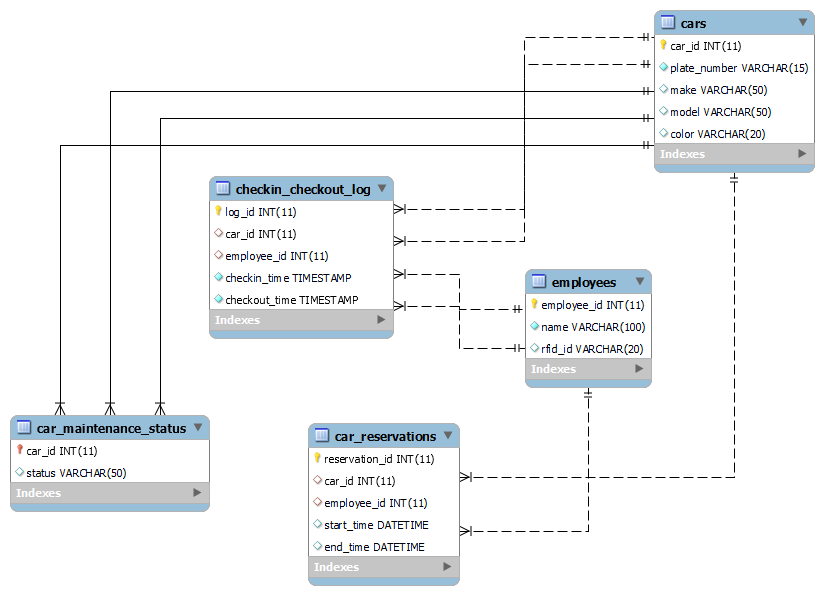 cars
car_id INT(11)
plate_number VARCHAR(15)
make VARCHAR(50)
model VARCHAR(50)
color VARCHAR(20)
Indexes
checkin_checkout_log
log_id INT(11)
car_id INT(11)
employee_id INT(11)
checkin_time TIMESTAMP
checkout_time TIMESTAMP
Indexes
employees
employee_id INT(11)
name VARCHAR(100)
rfid_id VARCHAR(20)
Indexes
car_maintenance_status
car_id INT(11)
status VARCHAR(50)
Indexes
car_reservations
reservation_id INT(11)
car_id INT(11)
employee_id INT(11)
start_time DATETIME
end_time DATETIME
Indexes